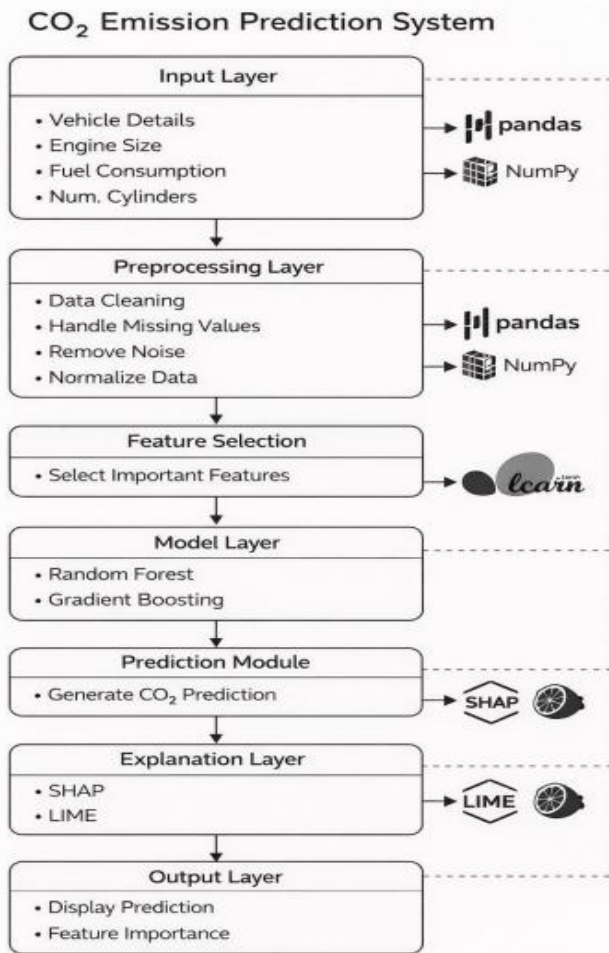 CO₂ Emission Prediction System
Input Layer
• Vehicle Details
• Engine Size
• Fuel Consumption
• Num. Cylinders
pandas
NumPy
Preprocessing Layer
• Data Cleaning
• Handle Missing Values
• Remove Noise
• Normalize Data
pandas
NumPy
Feature Selection
• Select Important Features
learn
Model Layer
• Random Forest
• Gradient Boosting
Prediction Module
• Generate CO₂ Prediction
SHAP
Explanation Layer
• SHAP
• LIME
LIME
Output Layer
• Display Prediction
• Feature Importance